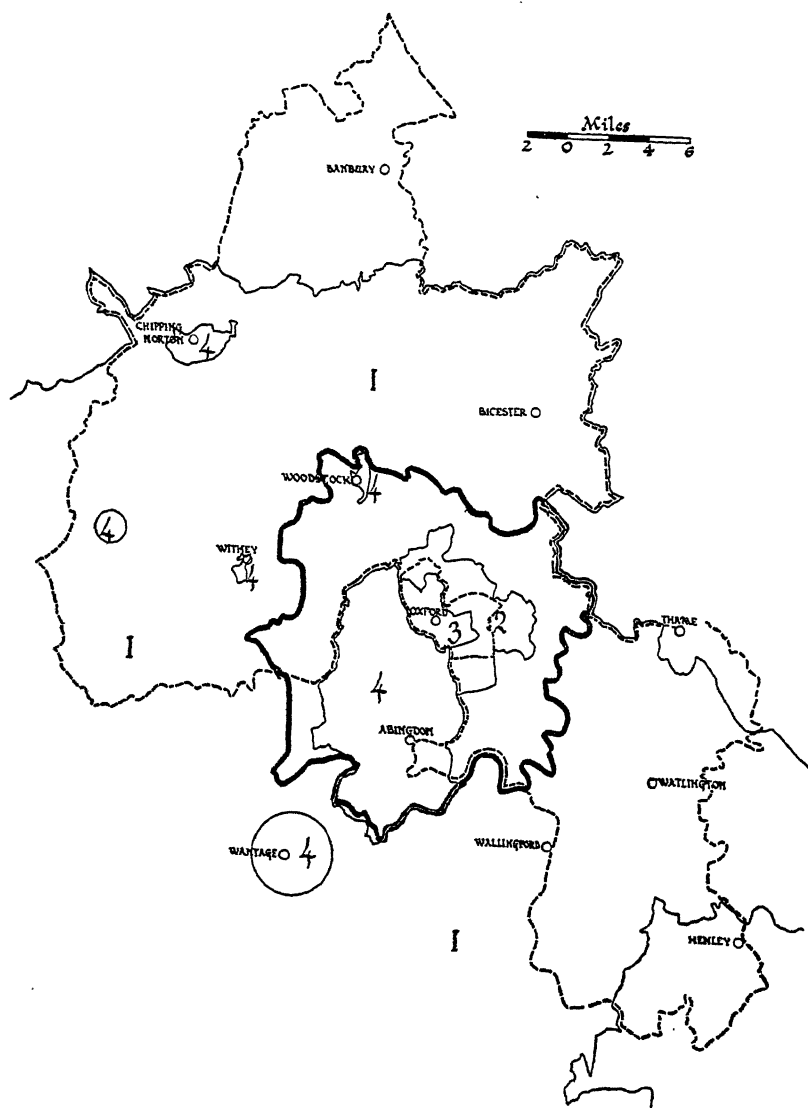 Miles
2 0 2 4 6
BANBURY
CHIPPING
NORTON
4
I
BICESTER
WOODSTOCK
4
4
WITNEY
4
OXFORD
3
2
THAME
I
4
ABINGDON
WATLINGTON
WANTAGE
4
WALLINGFORD
I
HENLEY